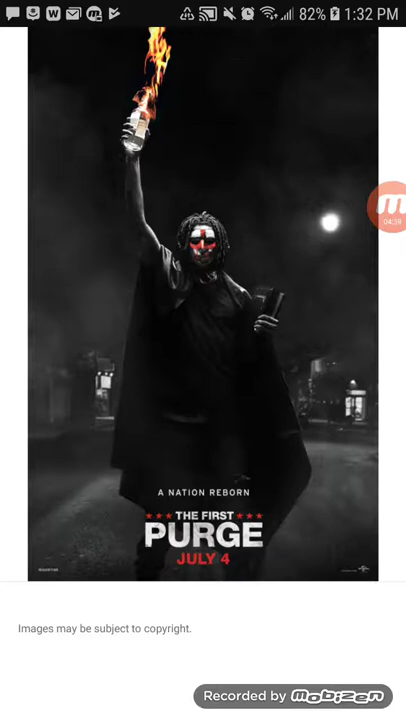 82% 1:32 PM
04:39
A NATION REBORN
THE FIRST
PURGE
JULY 4
Images may be subject to copyright.
Recorded by mobizen